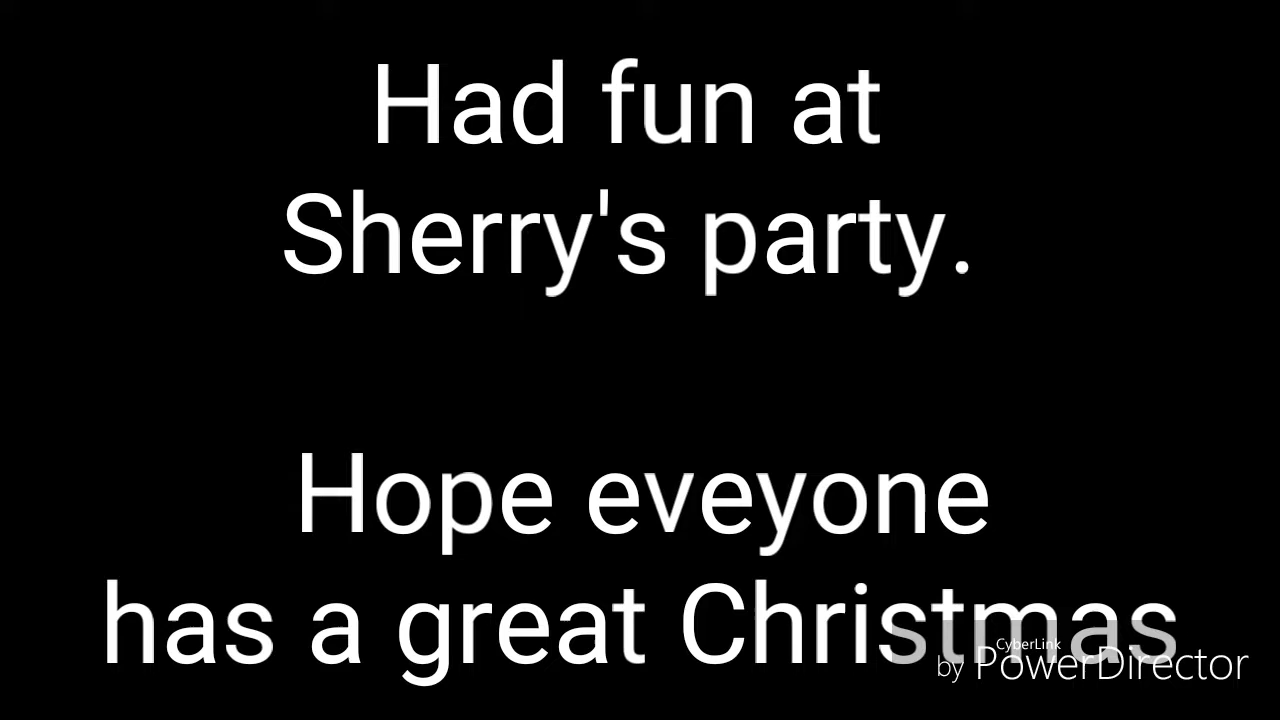 Had fun at
Sherry's party.
Hope eveyone
has a great Christmas
CyberLink
by PowerDirector